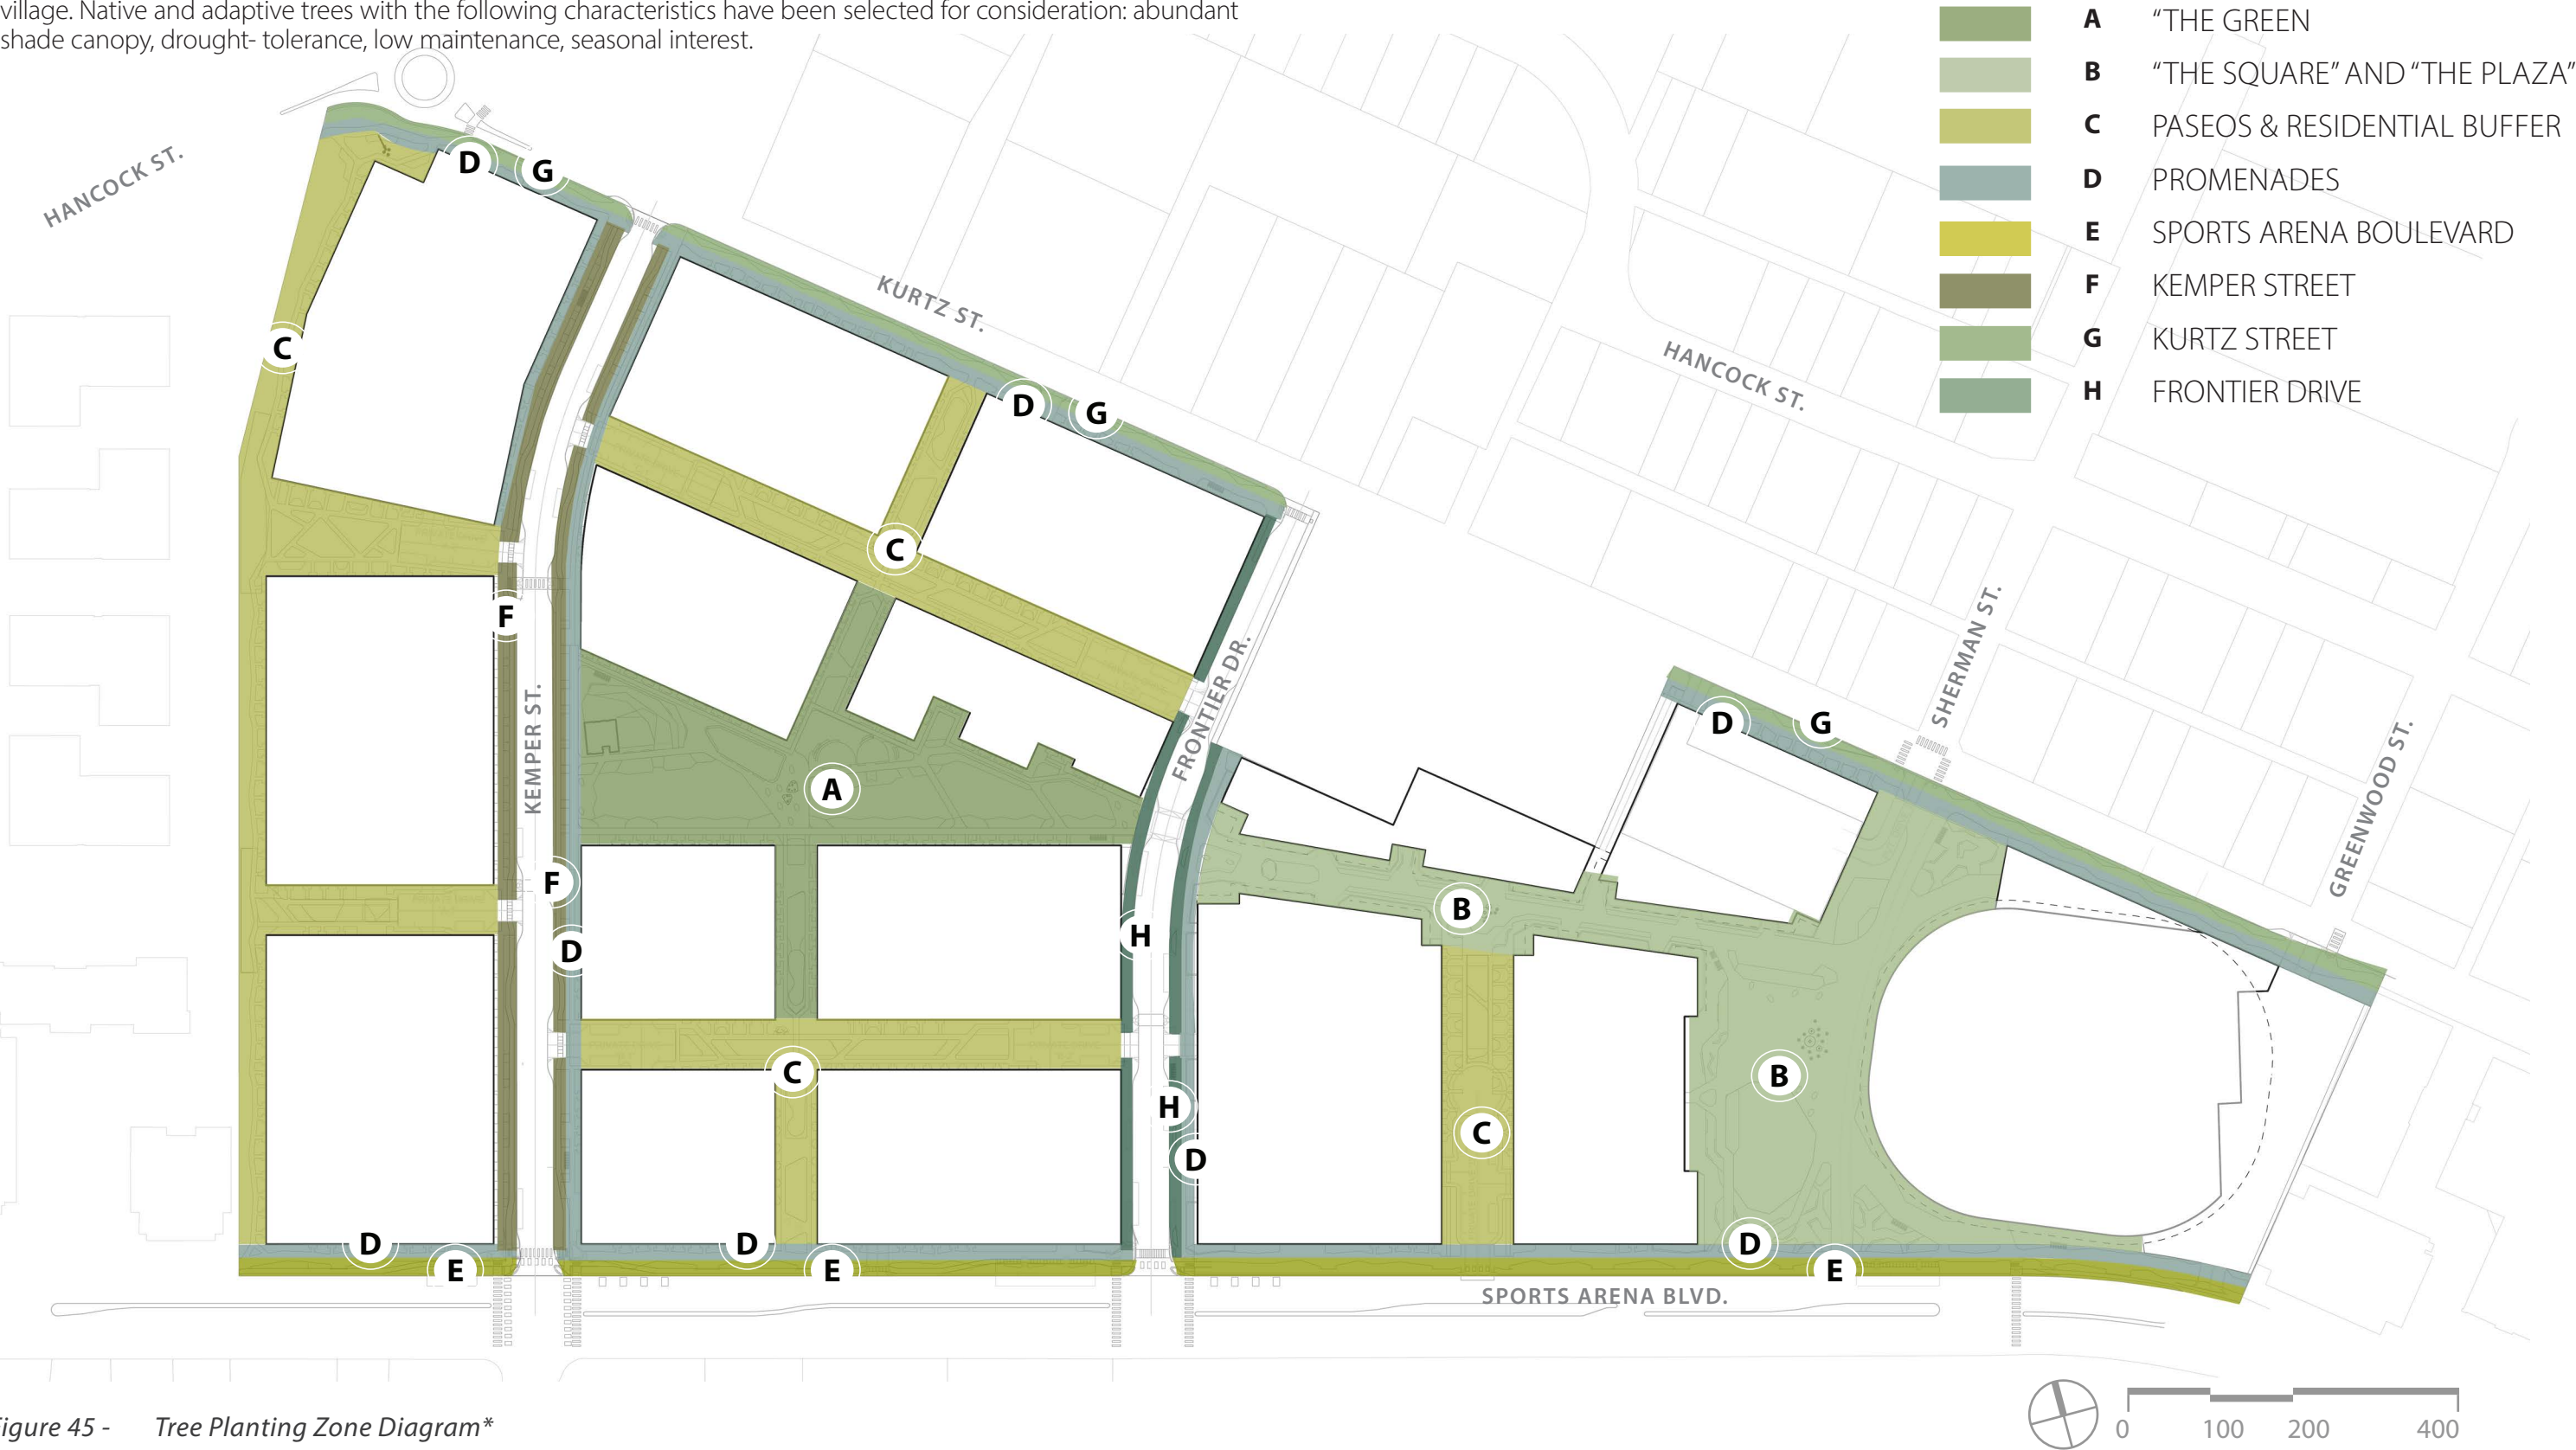 village. Native and adaptive trees with the following characteristics have been selected for consideration: abundant
shade canopy, drought- tolerance, low maintenance, seasonal interest.
A “THE GREEN
B “THE SQUARE” AND “THE PLAZA”
C PASEOS & RESIDENTIAL BUFFER
D PROMENADES
E SPORTS ARENA BOULEVARD
F KEMPER STREET
G KURTZ STREET
H FRONTIER DRIVE
HANCOCK ST.
D
G
KURTZ ST.
C
D
G
HANCOCK ST.
C
F
KEMPER ST.
FRONTIER DR.
SHERMAN ST.
D
G
GREENWOOD ST.
A
F
D
H
B
C
H
D
C
B
D
E
D
E
D
E
SPORTS ARENA BLVD.
0 100 200 400
igure 45 - Tree Planting Zone Diagram*